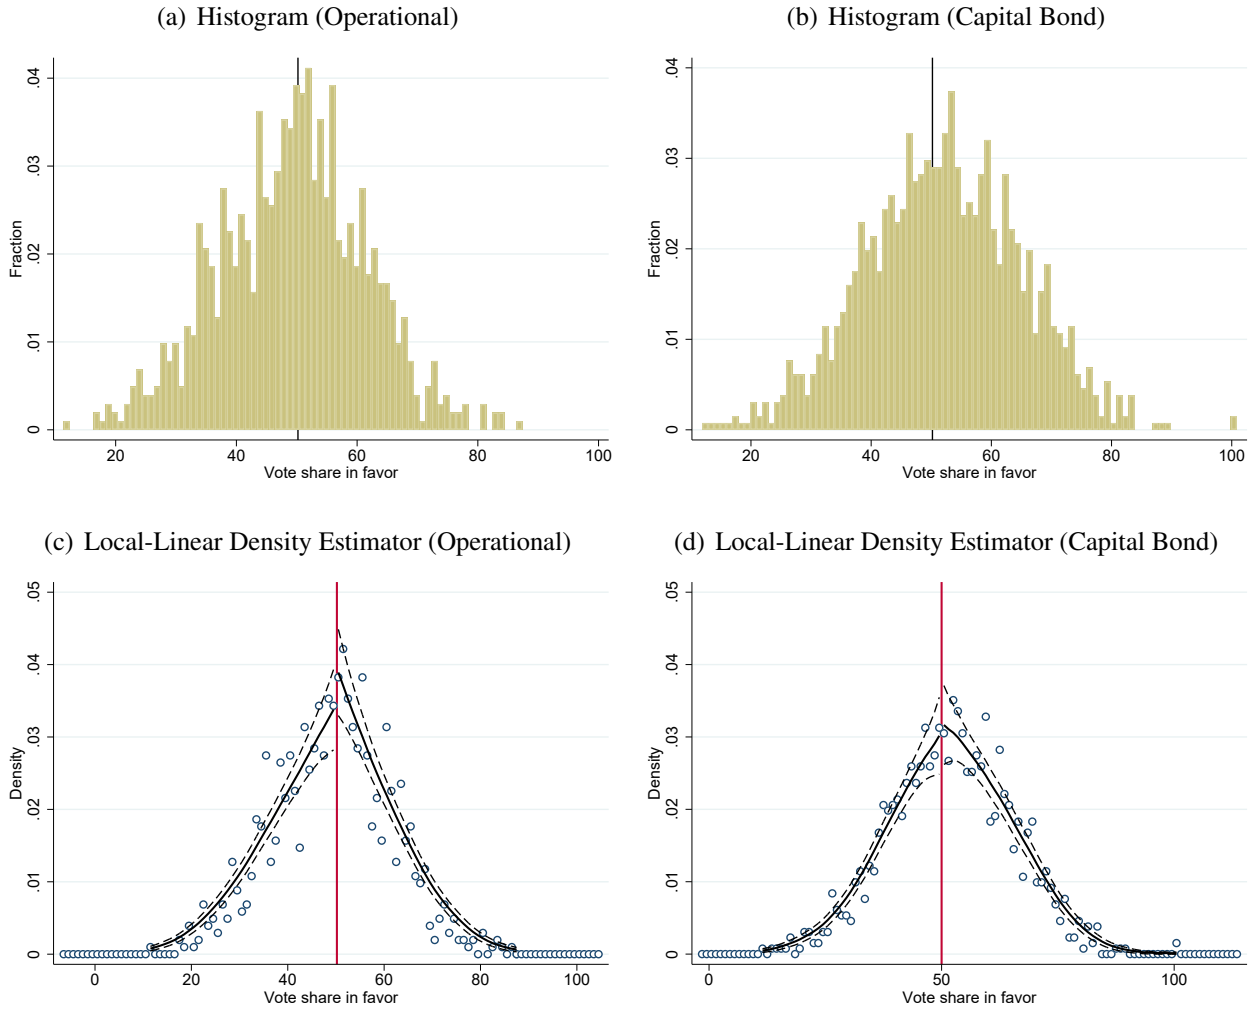 (a) Histogram (Operational)
.04
.03
.02
.01
0
Fraction
20 40 60 80 100
Vote share in favor
(b) Histogram (Capital Bond)
.04
.03
.02
.01
0
Fraction
20 40 60 80 100
Vote share in favor
(c) Local-Linear Density Estimator (Operational)
.05
.04
.03
.02
.01
0
Density
0 20 40 60 80 100
Vote share in favor
(d) Local-Linear Density Estimator (Capital Bond)
.05
.04
.03
.02
.01
0
Density
0 50 100
Vote share in favor